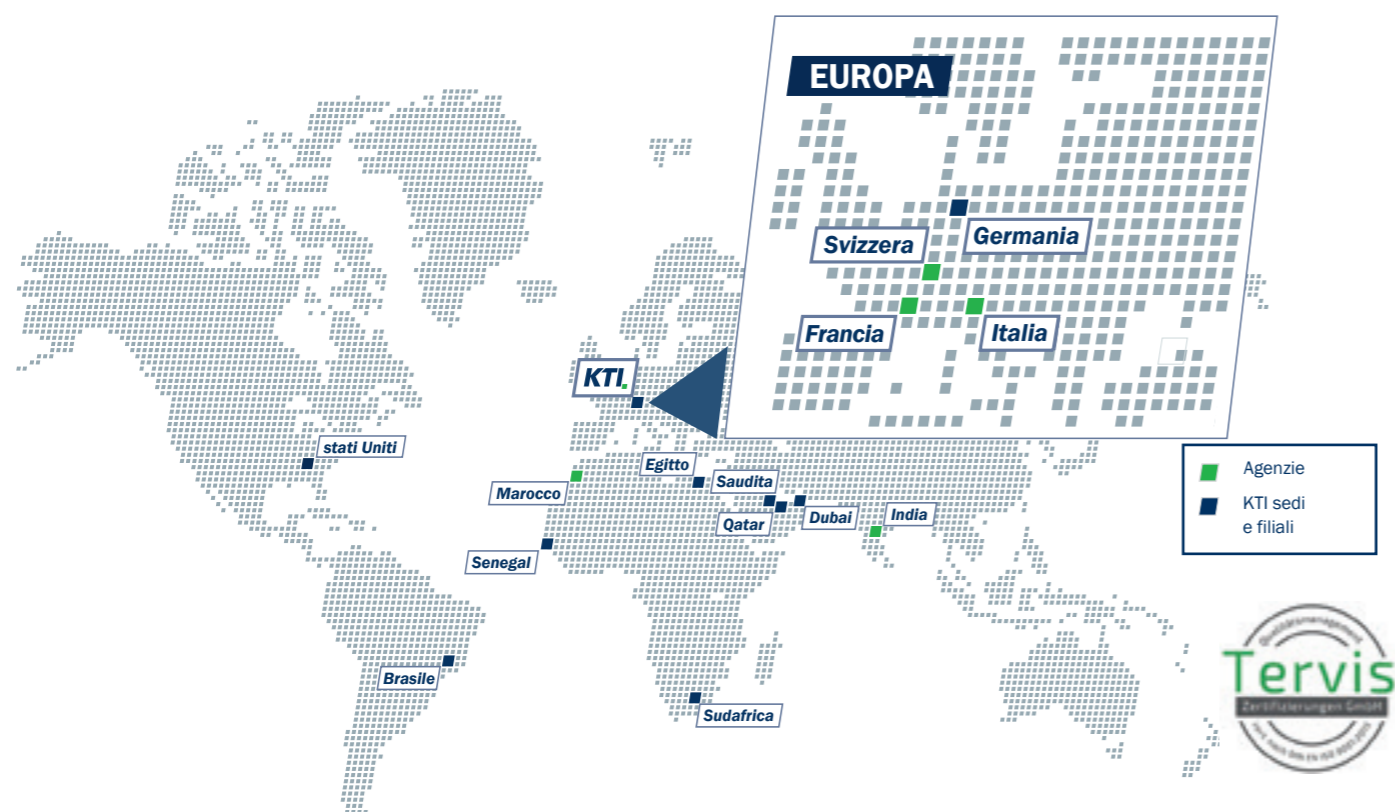 EUROPA
Svizzera
Germania
Francia
Italia
KTI.
stati Uniti
Egitto
Saudita
Marocco
Qatar
Dubai
India
Senegal
Brasile
Sudafrica
Agenzie
KTI sedi
e filiali
Qualitätsmanagement
Tervis
Zertifizierungen GmbH